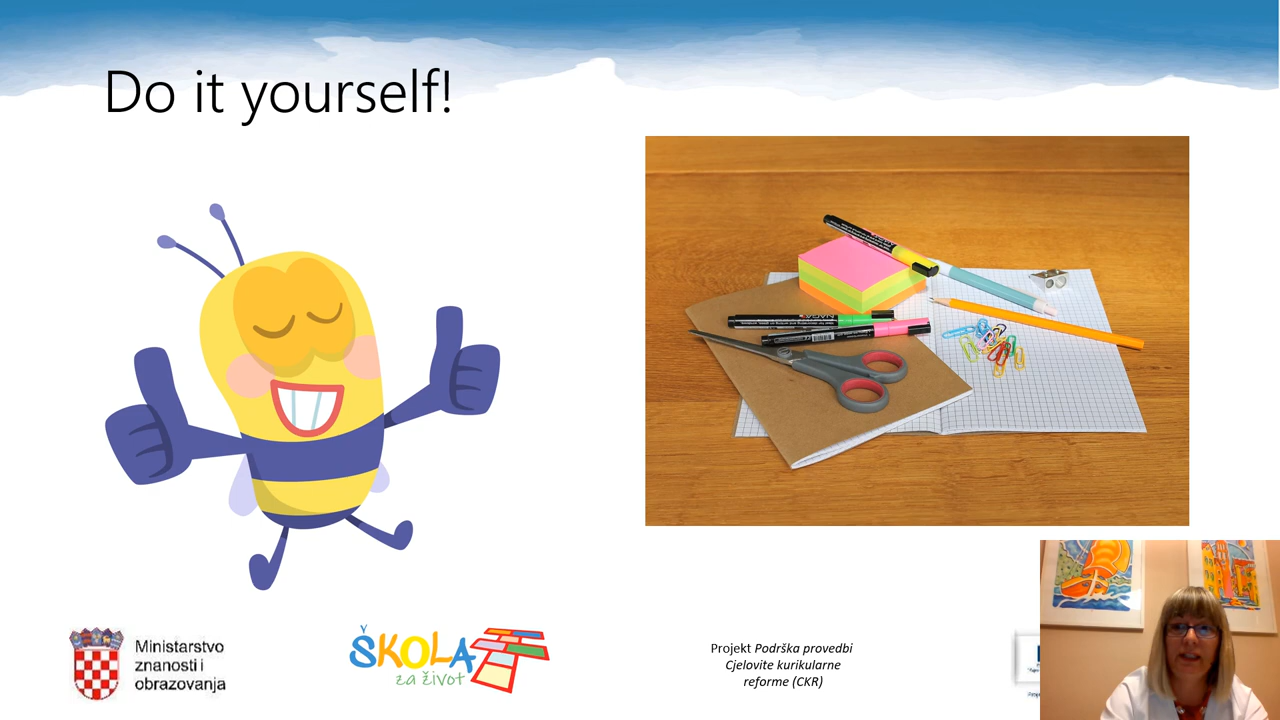 Do it yourself!
Ministarstvo
znanosti i
obrazovanja
ŠKOLA
za život
Projekt Podrška provedbi
Cjelovite kurikularne
reforme (CKR)